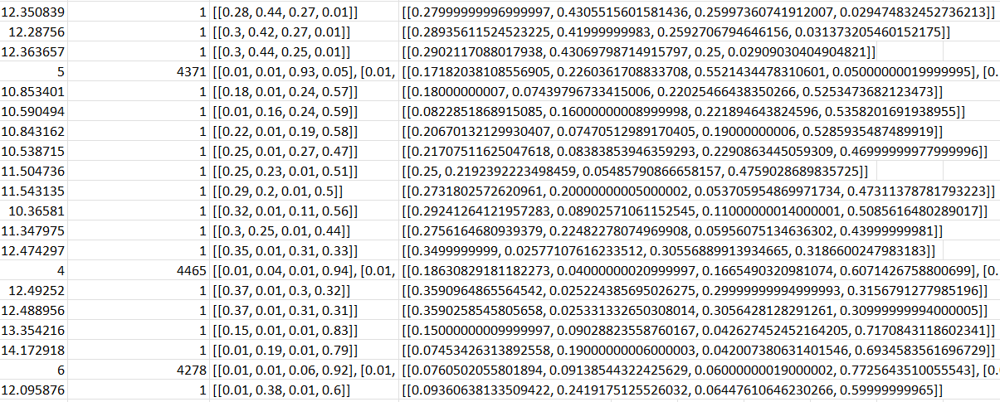 12.350839 1 [[0.28, 0.44, 0.27, 0.01]] [[0.27999999996999997, 0.4305515601581436, 0.25997360741912007, 0.029474832452736213]]
12.28756 1 [[0.3, 0.42, 0.27, 0.01]] [[0.28935611524523225, 0.41999999983, 0.2592706794646156, 0.031373205460152175]]
12.363657 1 [[0.3, 0.44, 0.25, 0.01]] [[0.2902117088017938, 0.43069798714915797, 0.25, 0.02909030404904821]]
5 4371 [[0.01, 0.01, 0.93, 0.05], [0.01, [[0.17182038108556905, 0.2260361708833708, 0.5521434478310601, 0.05000000019999995], [0.
10.853401 1 [[0.18, 0.01, 0.24, 0.57]] [[0.18000000007, 0.07439796733415006, 0.22025466438350266, 0.5253473682123473]]
10.590494 1 [[0.01, 0.16, 0.24, 0.59]] [[0.0822851868915085, 0.16000000008999998, 0.221894643824596, 0.5358201691938955]]
10.843162 1 [[0.22, 0.01, 0.19, 0.58]] [[0.20670132129930407, 0.07470512989170405, 0.19000000006, 0.5285935487489919]]
10.538715 1 [[0.25, 0.01, 0.27, 0.47]] [[0.21707511625047618, 0.08383853946359293, 0.2290863445059309, 0.46999999977999996]]
11.504736 1 [[0.25, 0.23, 0.01, 0.51]] [[0.25, 0.2192392223498459, 0.05485790866658157, 0.4759028689835725]]
11.543135 1 [[0.29, 0.2, 0.01, 0.5]] [[0.2731802572620961, 0.20000000005000002, 0.053705954869971734, 0.47311378781793223]]
10.36581 1 [[0.32, 0.01, 0.11, 0.56]] [[0.29241264121957283, 0.08902571061152545, 0.11000000014000001, 0.5085616480289017]]
11.347975 1 [[0.3, 0.25, 0.01, 0.44]] [[0.2756164680939379, 0.22482278074969908, 0.05956075134636302, 0.43999999981]]
12.474297 1 [[0.35, 0.01, 0.31, 0.33]] [[0.3499999999, 0.02577107616233512, 0.30556889913934665, 0.3186600247983183]]
4 4465 [[0.01, 0.04, 0.01, 0.94], [0.01, [[0.18630829181182273, 0.04000000020999997, 0.1665490320981074, 0.6071426758800699], [0.
12.49252 1 [[0.37, 0.01, 0.3, 0.32]] [[0.3590964865564542, 0.025224385695026275, 0.29999999994999993, 0.3156791277985196]]
12.488956 1 [[0.37, 0.01, 0.31, 0.31]] [[0.3590258545805658, 0.025331332650308014, 0.3056428128291261, 0.30999999994000005]]
13.354216 1 [[0.15, 0.01, 0.01, 0.83]] [[0.15000000009999997, 0.09028823558760167, 0.042627452452164205, 0.7170843118602341]]
14.172918 1 [[0.01, 0.19, 0.01, 0.79]] [[0.07453426313892558, 0.19000000006000003, 0.042007380631401546, 0.6934583561696729]]
6 4278 [[0.01, 0.01, 0.06, 0.92], [0.01, [[0.0760502055801894, 0.09138544322425629, 0.06000000019000002, 0.7725643510055543], [0.0
12.095876 1 [[0.01, 0.38, 0.01, 0.6]] [[0.09360638133509422, 0.2419175125526032, 0.06447610646230266, 0.59999999965]]